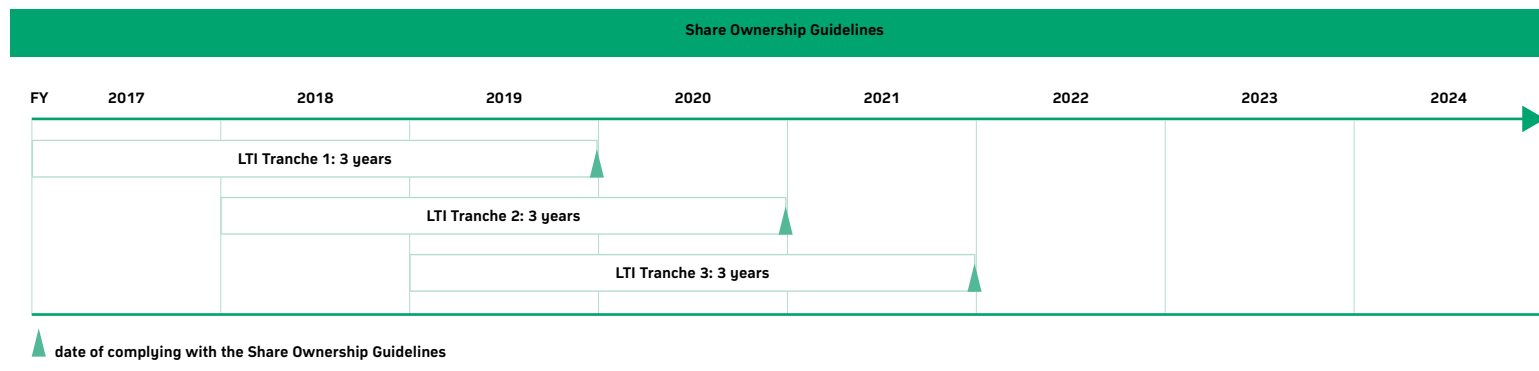 Share Ownership Guidelines
FY 2017 2018 2019 2020 2021 2022 2023 2024
LTI Tranche 1: 3 years
LTI Tranche 2: 3 years
LTI Tranche 3: 3 years
date of complying with the Share Ownership Guidelines